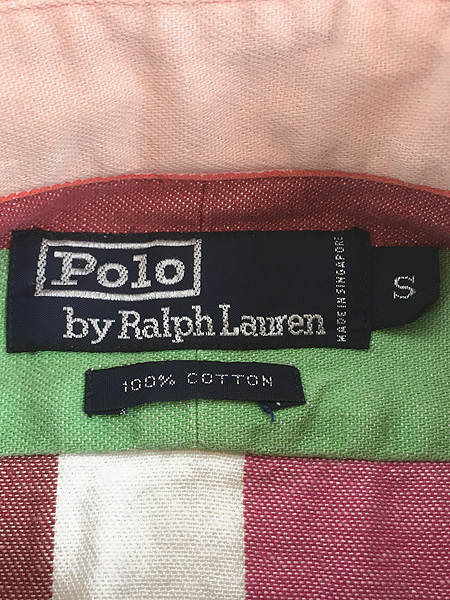 Polo
by Ralph Lauren
MADE IN SINGAPORE
S
100% COTTON